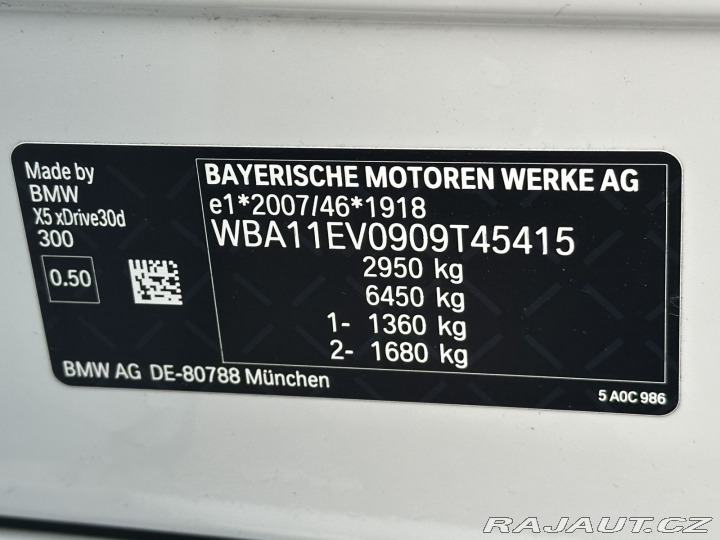 Made by
BMW
X5 xDrive30d
300
0.50
BAYERISCHE MOTOREN WERKE AG
e1*2007/46*1918
WBA11EV0909T45415
2950 kg
6450 kg
1- 1360 kg
2- 1680 kg
BMW AG DE-80788 München
5 A0C 986
RAJAUT.CZ